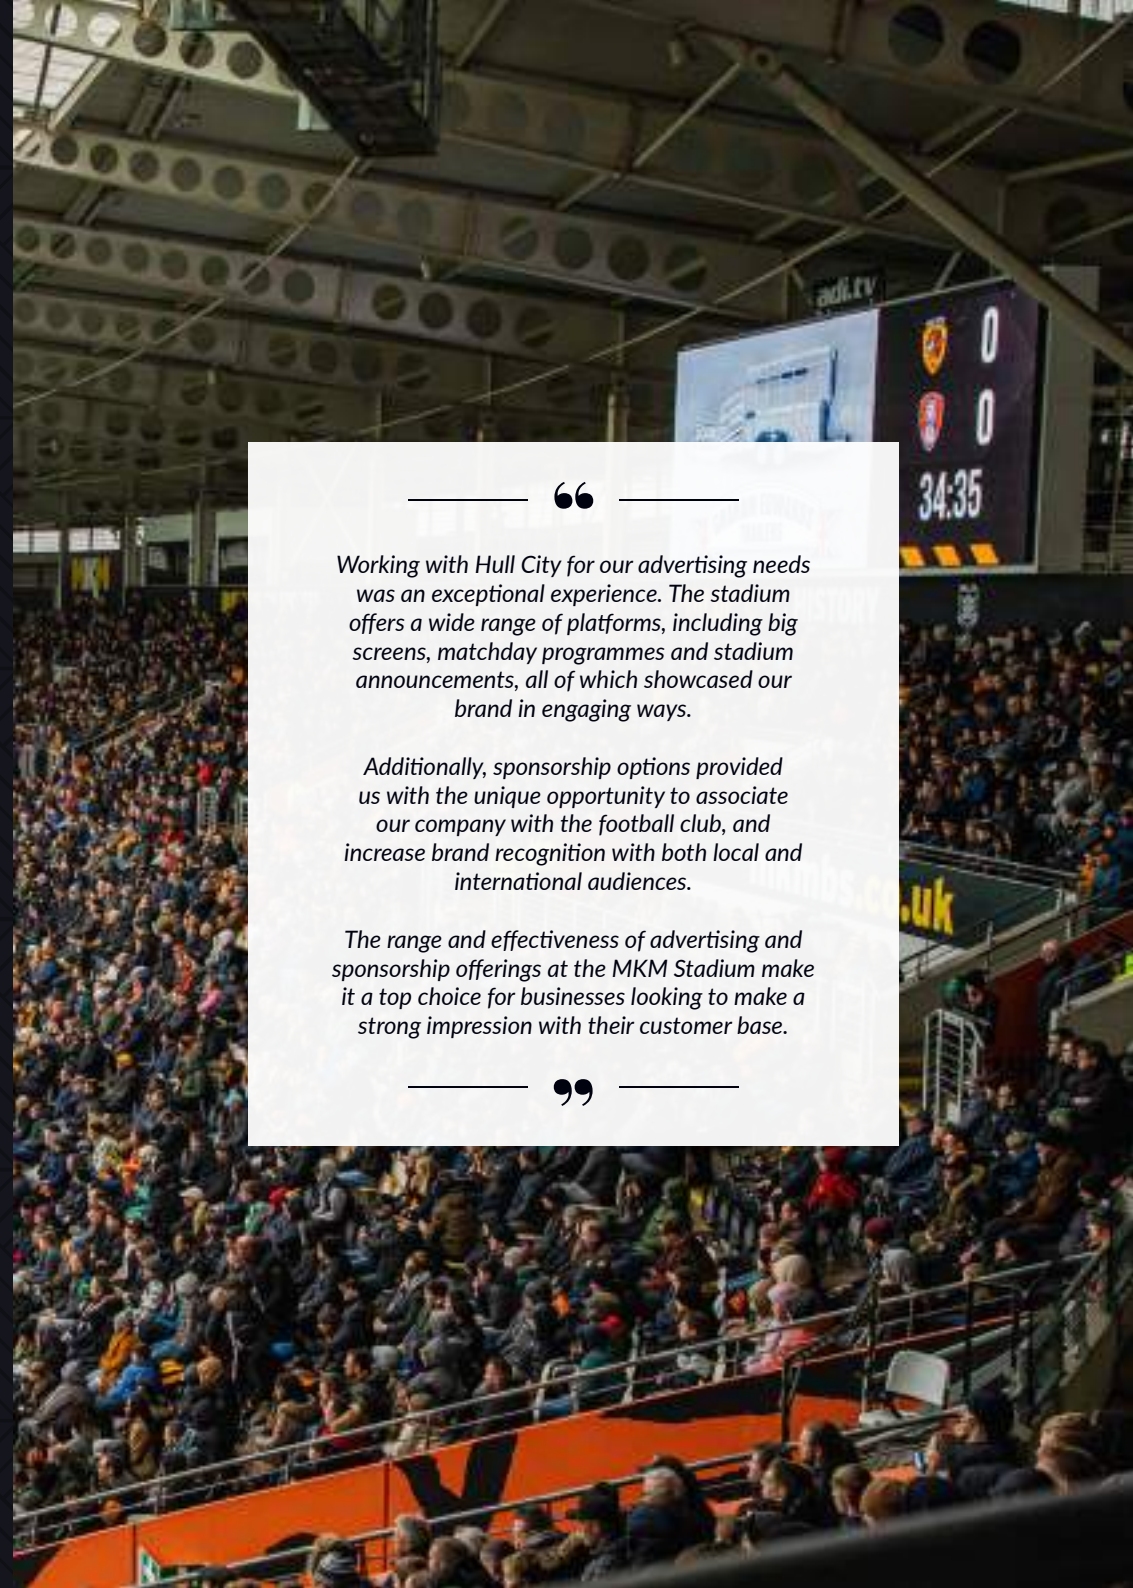 adi.tv
0
0
34:35
“
Working with Hull City for our advertising needs
was an exceptional experience. The stadium
offers a wide range of platforms, including big
screens, matchday programmes and stadium
announcements, all of which showcased our
brand in engaging ways.
Additionally, sponsorship options provided
us with the unique opportunity to associate
our company with the football club, and
increase brand recognition with both local and
international audiences.
The range and effectiveness of advertising and
sponsorship offerings at the MKM Stadium make
it a top choice for businesses looking to make a
strong impression with their customer base.
”
HISTORY
mkmbs.co.uk